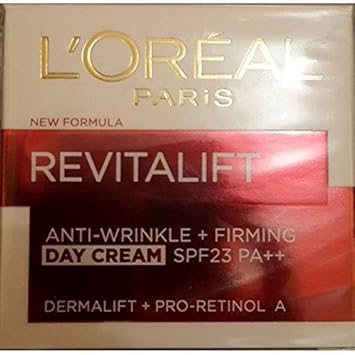 L'ORÉAL
PARiS
NEW FORMULA
REVITALIFT
ANTI-WRINKLE + FIRMING
DAY CREAM SPF23 PA++
DERMALIFT + PRO-RETINOL A